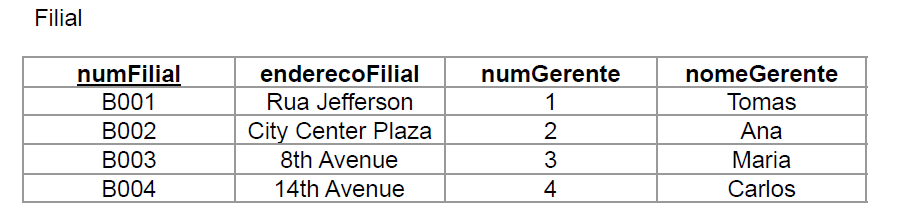 Filial
numFilial enderecoFilial numGerente nomeGerente
B001 Rua Jefferson 1 Tomas
B002 City Center Plaza 2 Ana
B003 8th Avenue 3 Maria
B004 14th Avenue 4 Carlos